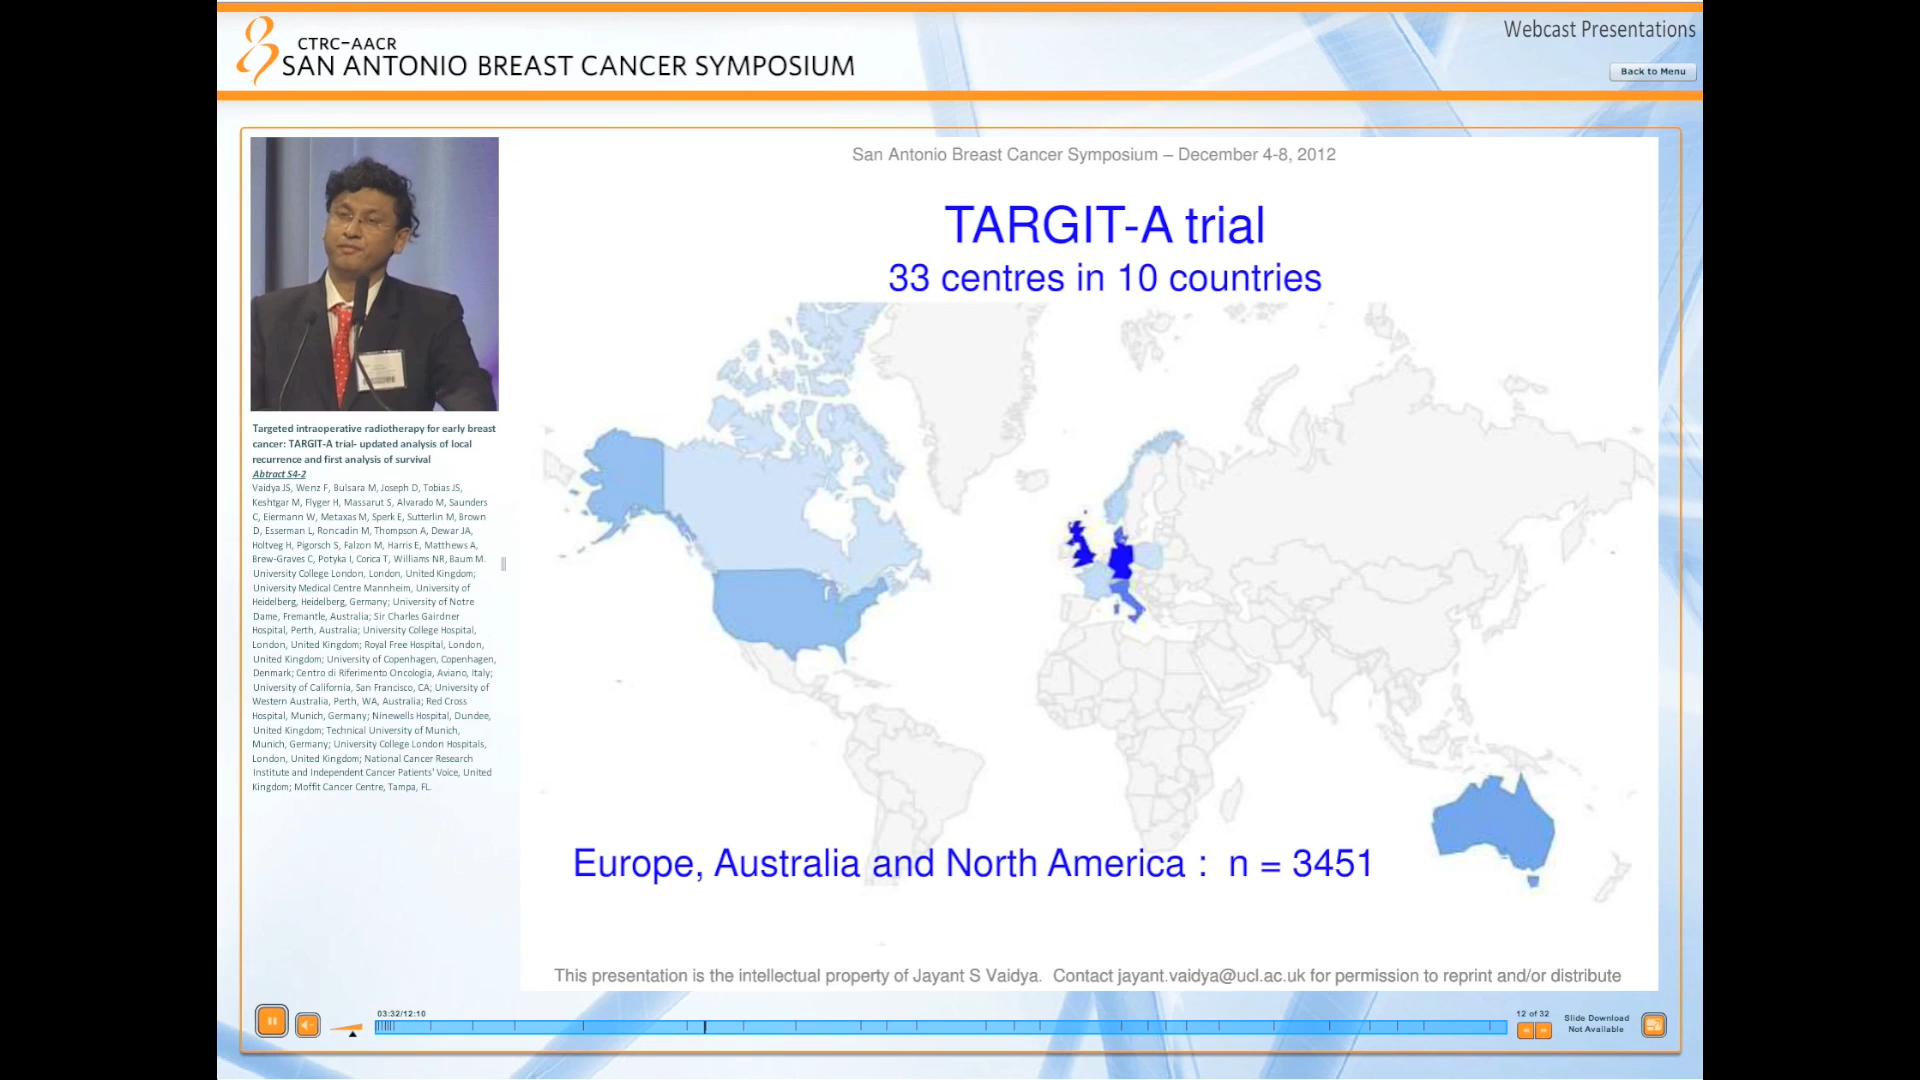 CTRC–AACR
SAN ANTONIO BREAST CANCER SYMPOSIUM
Webcast Presentations
Back to Menu
Targeted intraoperative radiotherapy for early breast
cancer: TARGIT-A trial- updated analysis of local
recurrence and first analysis of survival
Abtract S4-2
Vaidya JS, Wenz F, Bulsara M, Joseph D, Tobias JS,
Keshtgar M, Flyger H, Massarut S, Alvarado M, Saunders
C, Eiermann W, Metaxas M, Sperk E, Sutterlin M, Brown
D, Esserman L, Roncadin M, Thompson A, Dewar JA,
Holtveg H, Pigorsch S, Falzon M, Harris E, Matthews A,
Brew-Graves C, Potyka I, Corica T, Williams NR, Baum M.
University College London, London, United Kingdom;
University Medical Centre Mannheim, University of
Heidelberg, Heidelberg, Germany; University of Notre
Dame, Fremantle, Australia; Sir Charles Gairdner
Hospital, Perth, Australia; University College Hospital,
London, United Kingdom; Royal Free Hospital, London,
United Kingdom; University of Copenhagen, Copenhagen,
Denmark; Centro di Riferimento Oncologia, Aviano, Italy;
University of California, San Francisco, CA; University of
Western Australia, Perth, WA, Australia; Red Cross
Hospital, Munich, Germany; Ninewells Hospital, Dundee,
United Kingdom; Technical University of Munich,
Munich, Germany; University College London Hospitals,
London, United Kingdom; National Cancer Research
Institute and Independent Cancer Patients' Voice, United
Kingdom; Moffit Cancer Centre, Tampa, FL.
San Antonio Breast Cancer Symposium – December 4-8, 2012
TARGIT-A trial
33 centres in 10 countries
Europe, Australia and North America : n = 3451
This presentation is the intellectual property of Jayant S Vaidya. Contact jayant.vaidya@ucl.ac.uk for permission to reprint and/or distribute
03:32/12:10
12 of 32
Slide Download
Not Available